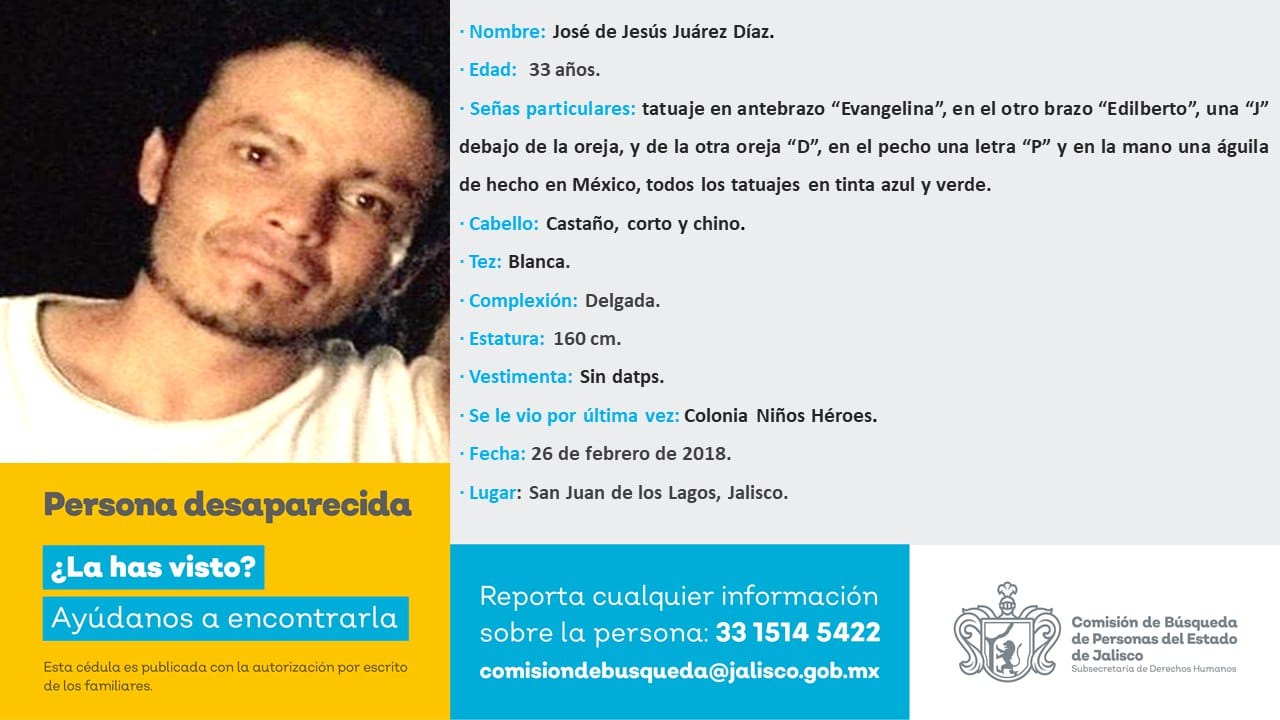 · Nombre: José de Jesús Juárez Díaz.
· Edad: 33 años.
· Señas particulares: tatuaje en antebrazo “Evangelina”, en el otro brazo “Edilberto”, una “J”
debajo de la oreja, y de la otra oreja “D”, en el pecho una letra “P” y en la mano una águila
de hecho en México, todos los tatuajes en tinta azul y verde.
· Cabello: Castaño, corto y chino.
· Tez: Blanca.
· Complexión: Delgada.
· Estatura: 160 cm.
· Vestimenta: Sin datps.
· Se le vio por última vez: Colonia Niños Héroes.
· Fecha: 26 de febrero de 2018.
· Lugar: San Juan de los Lagos, Jalisco.
Persona desaparecida
¿La has visto?
Ayúdanos a encontrarla
Esta cédula es publicada con la autorización por escrito
de los familiares.
Reporta cualquier información
sobre la persona: 33 1514 5422
comisiondebusqueda@jalisco.gob.mx
Comisión de Búsqueda
de Personas del Estado
de Jalisco
Subsecretaría de Derechos Humanos